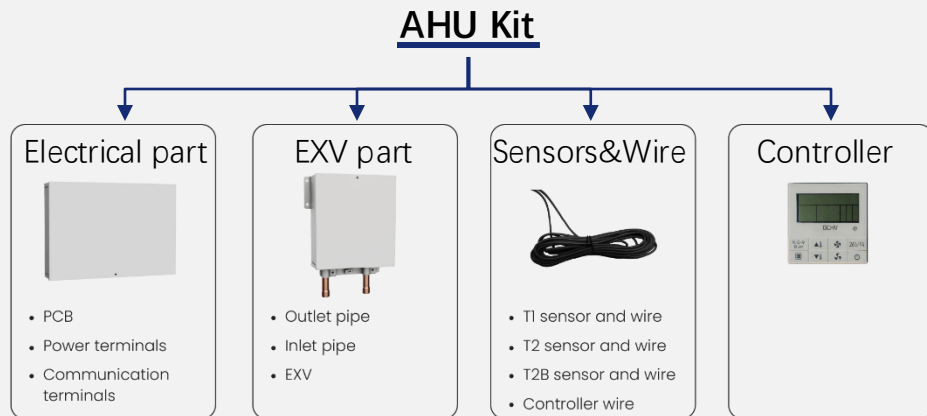 AHU Kit
Electrical part
EXV part
Sensors&Wire
Controller
• PCB
• Power terminals
• Communication
terminals
• Outlet pipe
• Inlet pipe
• EXV
• T1 sensor and wire
• T2 sensor and wire
• T2B sensor and wire
• Controller wire